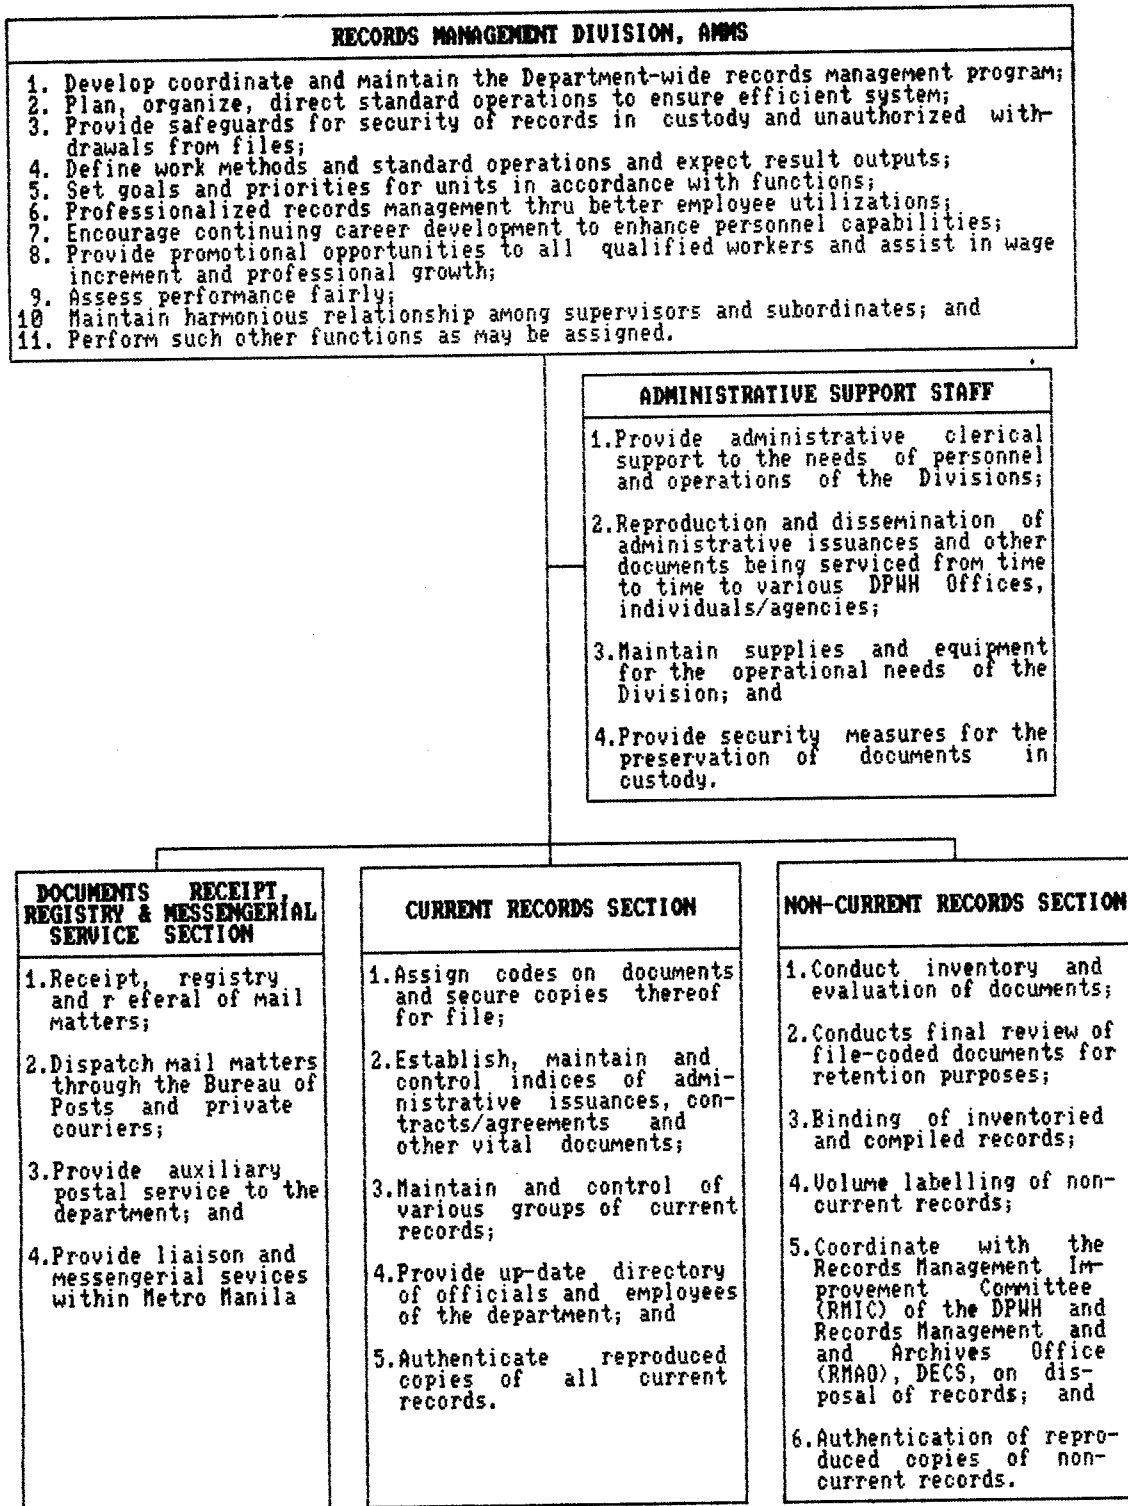 RECORDS MANAGEMENT DIVISION, AMMS
1. Develop coordinate and maintain the Department-wide records management program;
2. Plan, organize, direct standard operations to ensure efficient system;
3. Provide safeguards for security of records in custody and unauthorized with-
drawals from files;
4. Define work methods and standard operations and expect result outputs;
5. Set goals and priorities for units in accordance with functions;
6. Professionalized records management thru better employee utilizations;
7. Encourage continuing career development to enhance personnel capabilities;
8. Provide promotional opportunities to all qualified workers and assist in wage
increment and professional growth;
9. Assess performance fairly;
10 Maintain harmonious relationship among supervisors and subordinates; and
11. Perform such other functions as may be assigned.
ADMINISTRATIVE SUPPORT STAFF
1.Provide administrative clerical
support to the needs of personnel
and operations of the Divisions;
2.Reproduction and dissemination of
administrative issuances and other
documents being serviced from time
to time to various DPWH Offices,
individuals/agencies;
3.Maintain supplies and equipment
for the operational needs of the
Division; and
4.Provide security measures for the
preservation of documents in
custody.
DOCUMENTS RECEIPT,
REGISTRY & MESSENGERIAL
SERVICE SECTION
1.Receipt, registry
and r eferal of mail
matters;
2.Dispatch mail matters
through the Bureau of
Posts and private
couriers;
3.Provide auxiliary
postal service to the
department; and
4.Provide liaison and
messengerial sevices
within Metro Manila
CURRENT RECORDS SECTION
1.Assign codes on documents
and secure copies thereof
for file;
2.Establish, maintain and
control indices of admi-
nistrative issuances, con-
tracts/agreements and
other vital documents;
3.Maintain and control of
various groups of current
records;
4.Provide up-date directory
of officials and employees
of the department; and
5.Authenticate reproduced
copies of all current
records.
NON-CURRENT RECORDS SECTION
1.Conduct inventory and
evaluation of documents;
2.Conducts final review of
file-coded documents for
retention purposes;
3.Binding of inventoried
and compiled records;
4.Volume labelling of non-
current records;
5.Coordinate with the
Records Management Im-
provement Committee
(RMIC) of the DPWH and
Records Management and
and Archives Office
(RMAO), DECS, on dis-
posal of records; and
6.Authentication of repro-
duced copies of non-
current records.